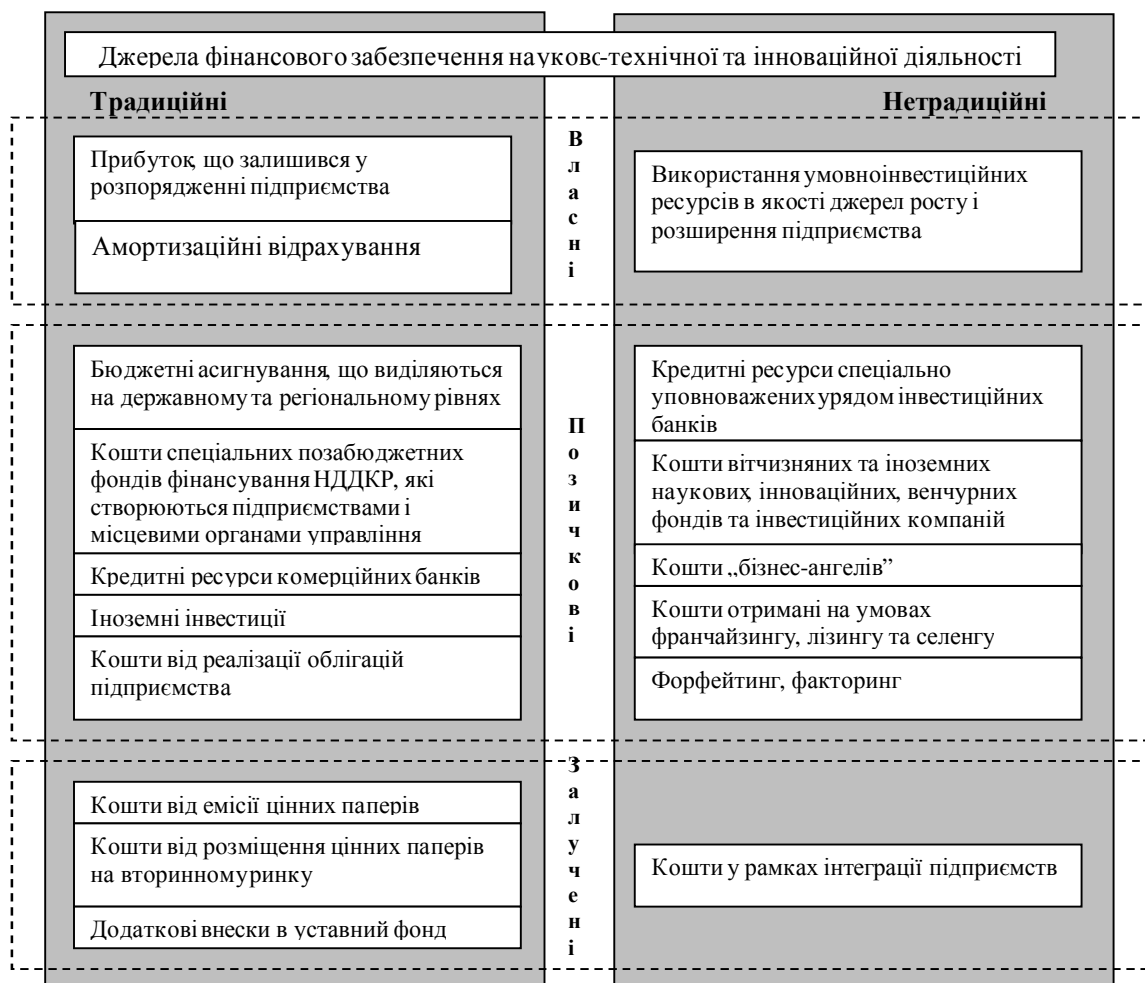 Джерела фінансового забезпечення науково-технічної та інноваційної діяльності
Традиційні
Нетрадиційні
Власні
Прибуток, що залишився у
розпорядженні підприємства
Амортизаційні відрахування
Використання умовноінвестиційних
ресурсів в якості джерел росту і
розширення підприємства
Позичкові
Бюджетні асигнування, що виділяються
на державному та регіональному рівнях
Кошти спеціальних позабюджетних
фондів фінансування НДДКР, які
створюються підприємствами і
місцевими органами управління
Кредитні ресурси комерційних банків
Іноземні інвестиції
Кошти від реалізації облігацій
підприємства
Кредитні ресурси спеціально
уповноважених урядом інвестиційних
банків
Кошти вітчизняних та іноземних
наукових, інноваційних, венчурних
фондів та інвестиційних компаній
Кошти „бізнес-ангелів”
Кошти отримані на умовах
франчайзингу, лізингу та селенгу
Форфейтинг, факторинг
Залучені
Кошти від емісії цінних паперів
Кошти від розміщення цінних паперів
на вторинному ринку
Додаткові внески в уставний фонд
Кошти у рамках інтеграції підприємств